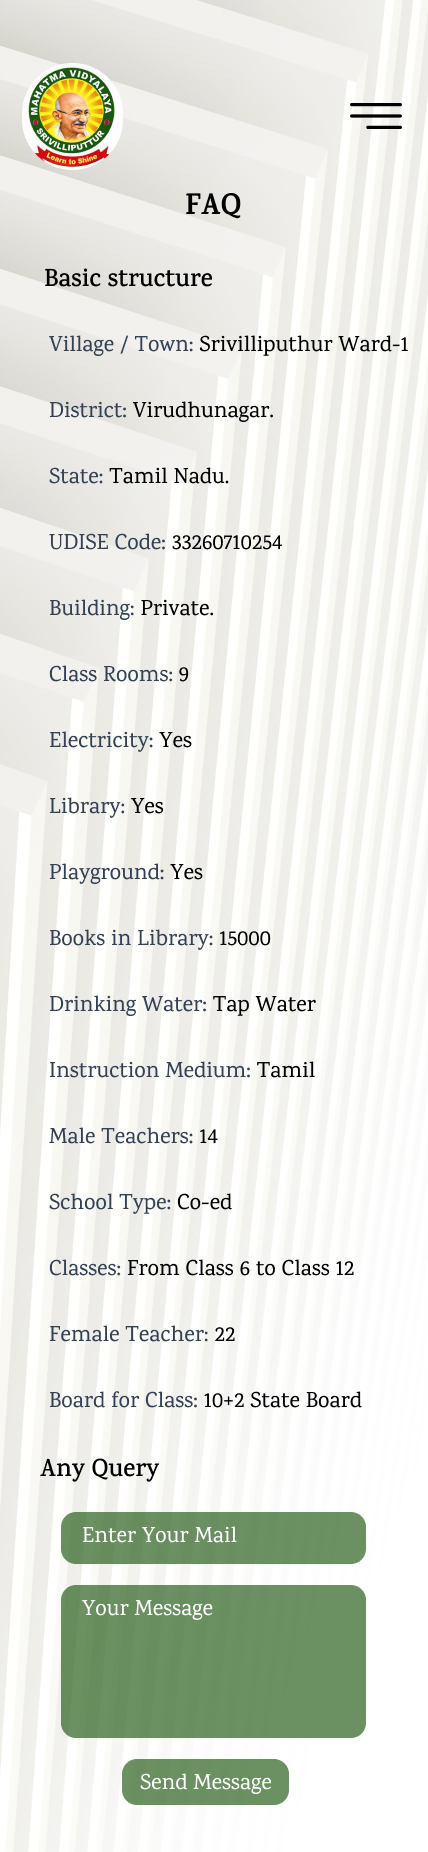 MAHATMA VIDYALAYA
SRIVILLIPUTTUR
Learn to Shine
FAQ
Basic structure
Village / Town: Srivilliputhur Ward-1
District: Virudhunagar.
State: Tamil Nadu.
UDISE Code: 33260710254
Building: Private.
Class Rooms: 9
Electricity: Yes
Library: Yes
Playground: Yes
Books in Library: 15000
Drinking Water: Tap Water
Instruction Medium: Tamil
Male Teachers: 14
School Type: Co-ed
Classes: From Class 6 to Class 12
Female Teacher: 22
Board for Class: 10+2 State Board
Any Query
Enter Your Mail
Your Message
Send Message